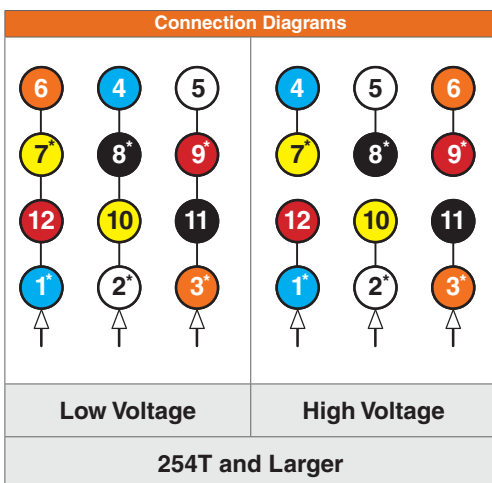 Connection Diagrams
6 4 5 4 5 6
7* 8* 9* 7* 8* 9*
12 10 11 12 10 11
1* 2* 3* 1* 2* 3*
Low Voltage High Voltage
254T and Larger